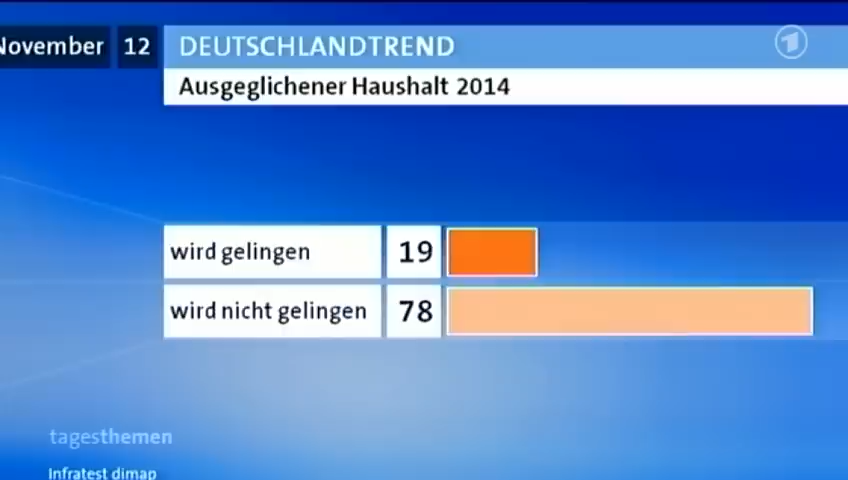 November 12 DEUTSCHLANDTREND
Ausgeglichener Haushalt 2014
wird gelingen 19
wird nicht gelingen 78
tagesthemen
Infratest dimap